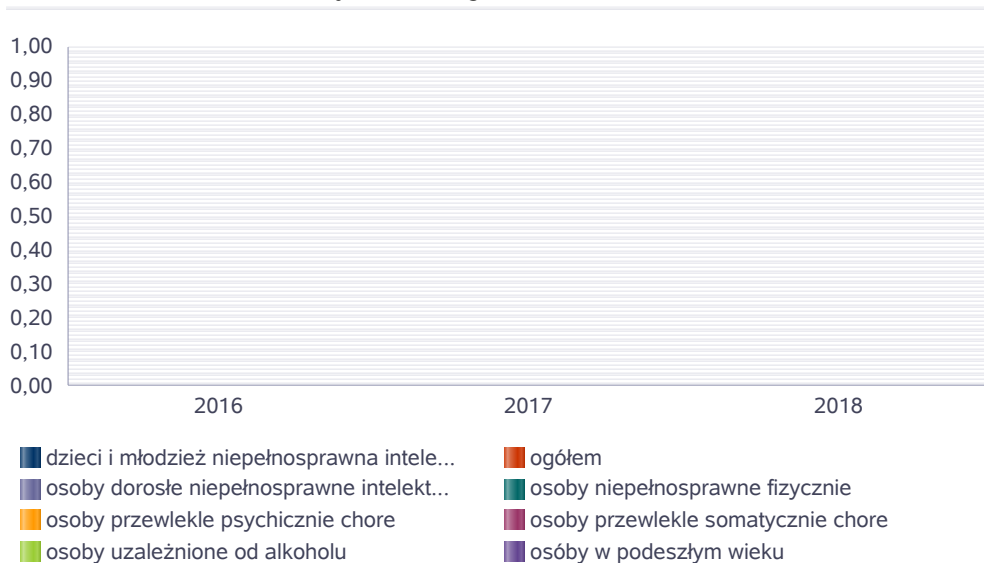 1,00
0,90
0,80
0,70
0,60
0,50
0,40
0,30
0,20
0,10
0,00
2016 2017 2018
dzieci i młodzież niepełnosprawna intele... ogółem
osoby dorosłe niepełnosprawne intelekt... osoby niepełnosprawne fizycznie
osoby przewlekle psychicznie chore osoby przewlekle somatycznie chore
osoby uzależnione od alkoholu osóby w podeszłym wieku